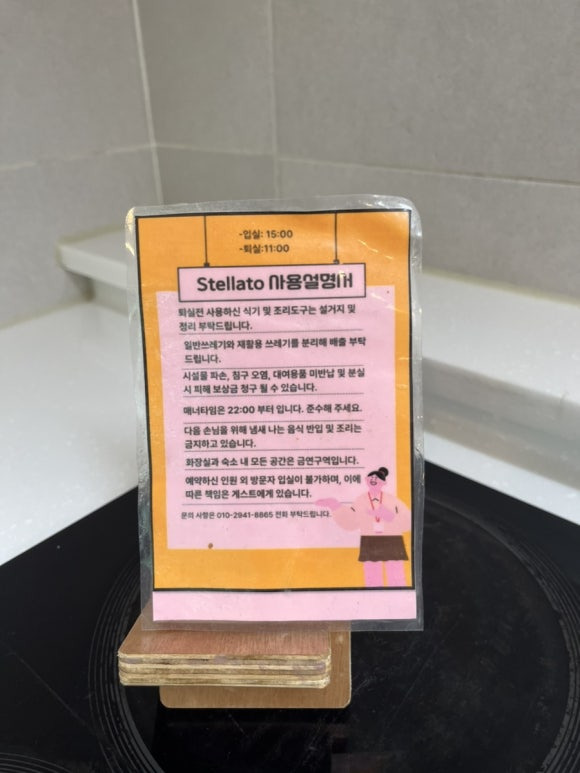 -입실: 15:00
-퇴실:11:00
Stellato 사용설명서
퇴실전 사용하신 식기 및 조리도구는 설거지 및
정리 부탁드립니다.
일반쓰레기와 재활용 쓰레기를 분리해 배출 부탁
드립니다.
시설물 파손, 침구 오염, 대여용품 미반납 및 분실
시 피해 보상금 청구 될 수 있습니다.
매너타임은 22:00 부터 입니다. 준수해 주세요.
다음 손님을 위해 냄새 나는 음식 반입 및 조리는
금지하고 있습니다.
화장실과 숙소 내 모든 공간은 금연구역입니다.
예약하신 인원 외 방문자 입실이 불가하며, 이에
따른 책임은 게스트에게 있습니다.
문의 사항은 010-2941-8865 전화 부탁드립니다.